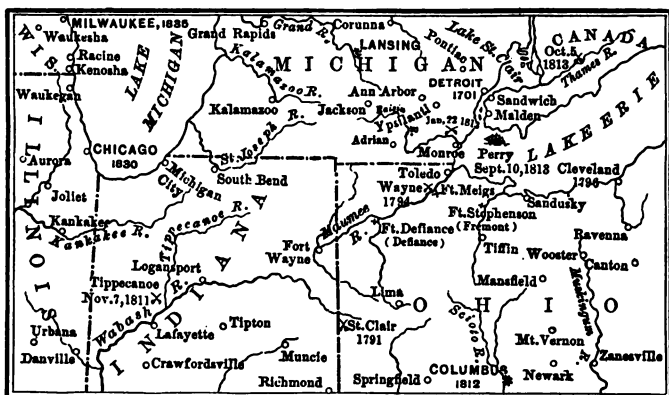 MILWAUKEE, 1835
Waukesha
WIS.
Racine
Kenosha
Waukegan
LAKE
MICHIGAN
Grand Rapids
Grand R.
Corunna
LANSING
Pontiac
Lake St. Clair
CANADA
Oct. 5,
1813
Thames R.
MICHIGAN
Kalamazoo R.
DETROIT
1701
Ann Arbor
Sandwich
Malden
Kalamazoo
Jackson
Raisin
R.
Ypsilanti
Jan. 22 1813
Adrian
Monroe
Perry
Sept. 10, 1813
LAKE ERIE
ILLINOIS
Aurora
CHICAGO
1830
Joliet
St. Joseph
R.
Michigan
City
South Bend
Toledo
Wayne
1794
Ft. Meigs
Cleveland
1796
Kankakee
Kankakee R.
Tippecanoe R.
Maumee
R.
Ft. Defiance
(Defiance)
Ft. Stephenson
(Fremont)
Sandusky
Ravenna
Fort
Wayne
Tiffin
Wooster
Canton
Logansport
Tippecanoe
Nov. 7, 1811
Mansfield
Lima
OHIO
INDIANA
Wabash
R.
Muskingum
R.
Urbana
Lafayette
Tipton
St. Clair
1791
Scioto R.
Mt. Vernon
Danville
Crawfordsville
Muncie
Zanesville
Richmond
Springfield
COLUMBUS
1812
Newark